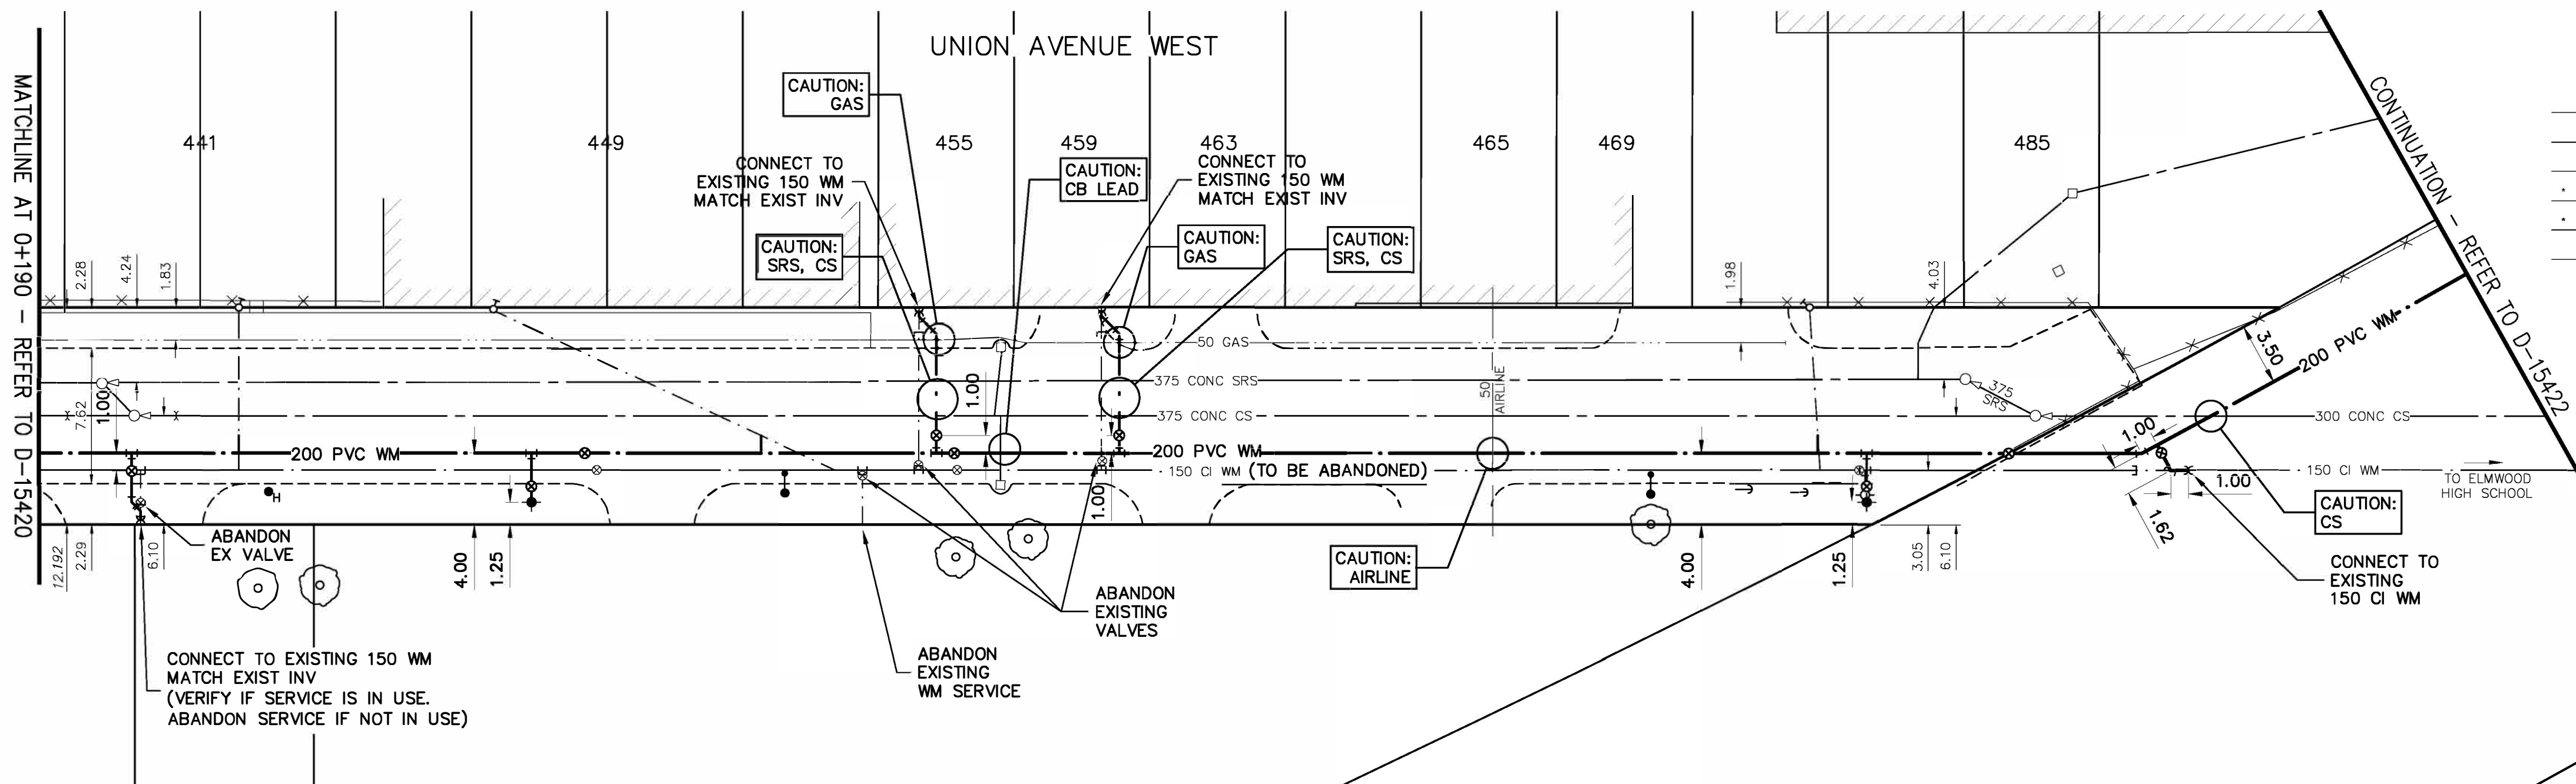 UNION AVENUE WEST
MATCHLINE AT 0+190 - REFER TO D-15420
CONTINUATION - REFER TO D-15422
441
449
455
459
463
465
469
485
CAUTION:
GAS
CONNECT TO
EXISTING 150 WM
MATCH EXIST INV
CAUTION:
SRS, CS
CAUTION:
CB LEAD
CONNECT TO
EXISTING 150 WM
MATCH EXIST INV
CAUTION:
GAS
CAUTION:
SRS, CS
2.28
4.24
1.83
1.98
4.03
50 GAS
375 CONC SRS
375 CONC CS
200 PVC WM
150 CI WM (TO BE ABANDONED)
50
AIRLINE
375
SRS
300 CONC CS
200 PVC WM
3.50
7.62
1.00
200 PVC WM
1.00
1.00
1.00
150 CI WM
1.00
1.62
TO ELMWOOD
HIGH SCHOOL
H
12.192
2.29
6.10
4.00
1.25
4.00
1.25
3.05
6.10
ABANDON
EX VALVE
CONNECT TO EXISTING 150 WM
MATCH EXIST INV
(VERIFY IF SERVICE IS IN USE.
ABANDON SERVICE IF NOT IN USE)
ABANDON
EXISTING
WM SERVICE
ABANDON
EXISTING
VALVES
CAUTION:
AIRLINE
CAUTION:
CS
CONNECT TO
EXISTING
150 CI WM